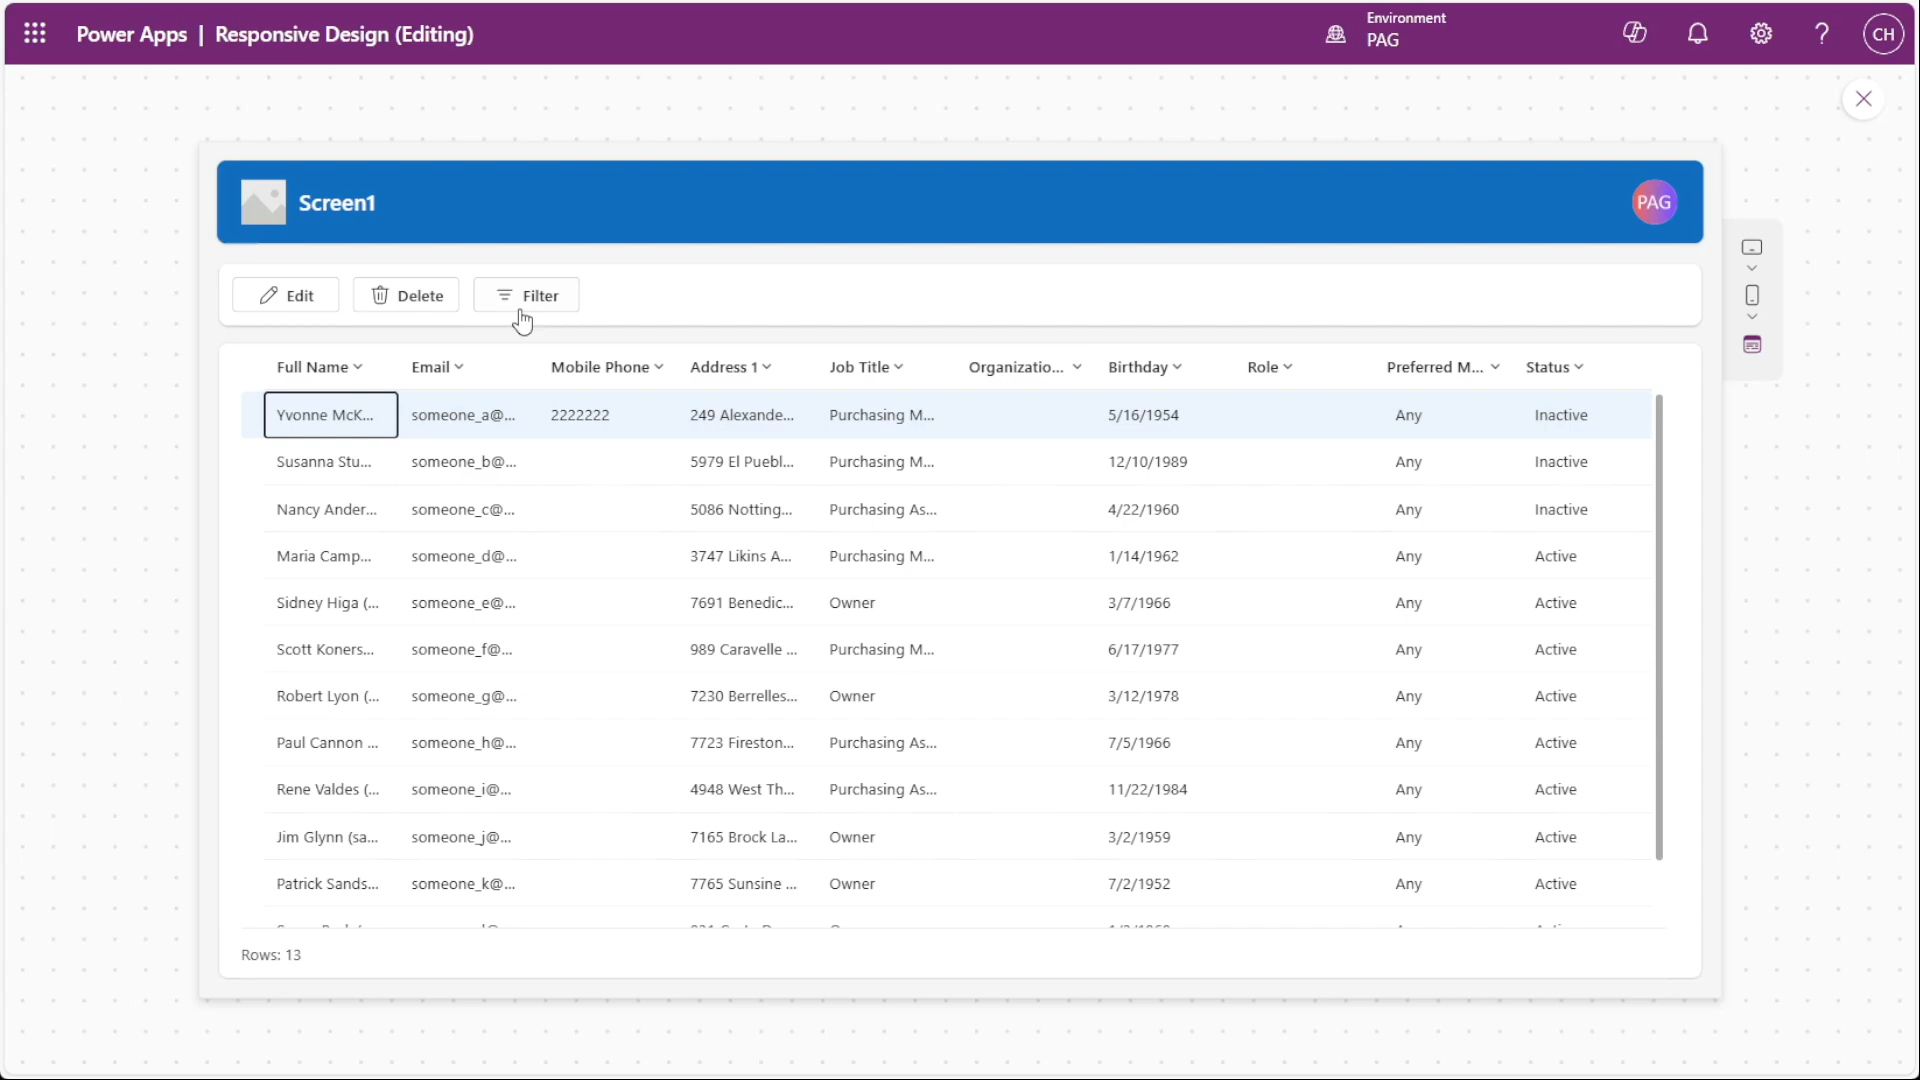 Power Apps | Responsive Design (Editing)
Environment
PAG
CH
Screen1
PAG
Edit
Delete
Filter
Full Name Email Mobile Phone Address 1 Job Title Organizatio... Birthday Role Preferred M... Status
Yvonne McK... someone_a@... 2222222 249 Alexande... Purchasing M... 5/16/1954 Any Inactive
Susanna Stu... someone_b@... 5979 El Puebl... Purchasing M... 12/10/1989 Any Inactive
Nancy Ander... someone_c@... 5086 Notting... Purchasing As... 4/22/1960 Any Inactive
Maria Camp... someone_d@... 3747 Likins A... Purchasing M... 1/14/1962 Any Active
Sidney Higa (... someone_e@... 7691 Benedic... Owner 3/7/1966 Any Active
Scott Koners... someone_f@... 989 Caravelle ... Purchasing M... 6/17/1977 Any Active
Robert Lyon (... someone_g@... 7230 Berrelles... Owner 3/12/1978 Any Active
Paul Cannon ... someone_h@... 7723 Fireston... Purchasing As... 7/5/1966 Any Active
Rene Valdes (... someone_i@... 4948 West Th... Purchasing As... 11/22/1984 Any Active
Jim Glynn (sa... someone_j@... 7165 Brock La... Owner 3/2/1959 Any Active
Patrick Sands... someone_k@... 7765 Sunsine ... Owner 7/2/1952 Any Active
Rows: 13